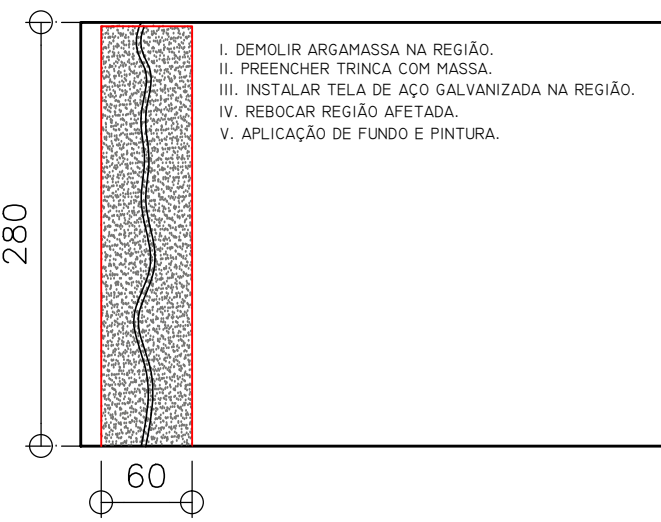 I. DEMOLIR ARGAMASSA NA REGIÃO.
II. PREENCHER TRINCA COM MASSA.
III. INSTALAR TELA DE AÇO GALVANIZADA NA REGIÃO.
IV. REBOCAR REGIÃO AFETADA.
V. APLICAÇÃO DE FUNDO E PINTURA.
280
60